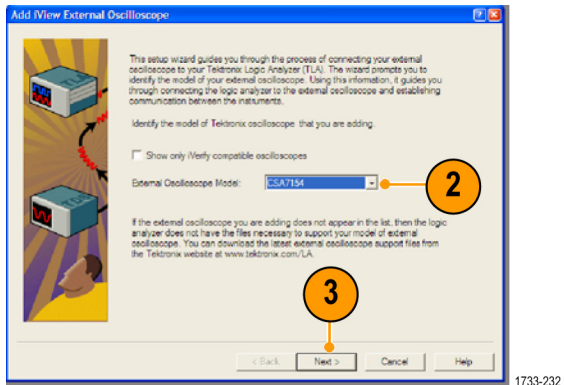 Add iView External Oscilloscope
This setup wizard guides you through the process of connecting your external
oscilloscope to your Tektronix Logic Analyzer (TLA). The wizard prompts you to
identify the model of your external oscilloscope. Using this information, it guides you
through connecting the logic analyzer to the external oscilloscope and establishing
communication between the instruments.
Identify the model of Tektronix oscilloscope that you are adding.
Show only iVerify compatible oscilloscopes
External Oscilloscope Model: CSA7154
2
If the external oscilloscope you are adding does not appear in the list, then the logic
analyzer does not have the files necessary to support your model of external
oscilloscope. You can download the latest external oscilloscope support files from
the Tektronix website at www.tektronix.com/LA.
3
< Back Next > Cancel Help
1733-232